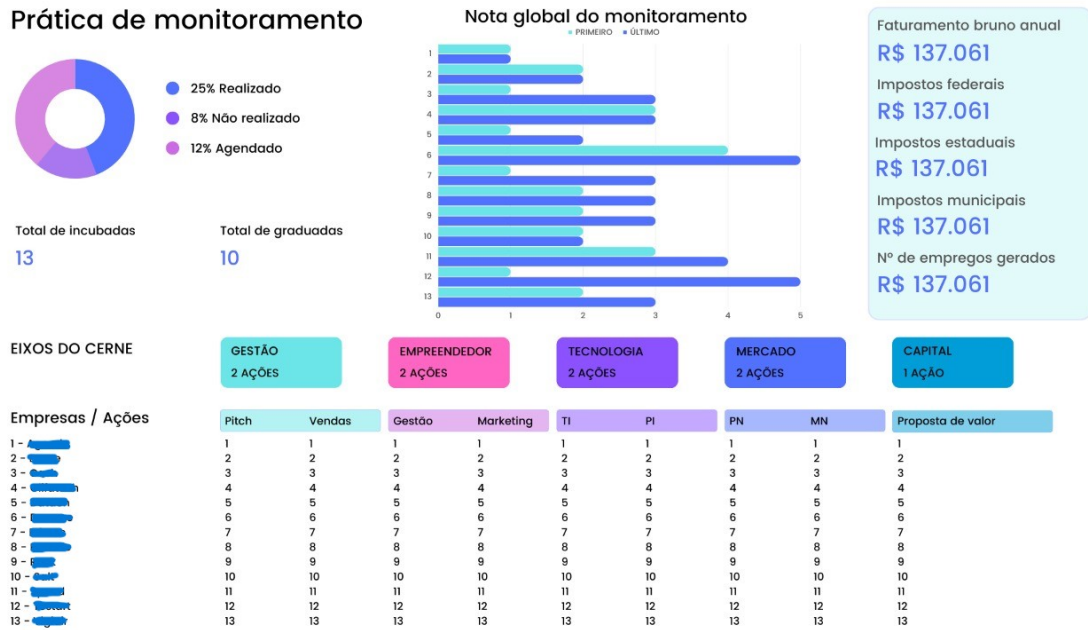 Prática de monitoramento
25% Realizado
8% Não realizado
12% Agendado
Total de incubadas
13
Total de graduadas
10
Nota global do monitoramento
PRIMEIRO ÚLTIMO
1
2
3
4
5
6
7
8
9
10
11
12
13
0 1 2 3 4 5
Faturamento bruno anual
R$ 137.061
Impostos federais
R$ 137.061
Impostos estaduais
R$ 137.061
Impostos municipais
R$ 137.061
Nº de empregos gerados
R$ 137.061
EIXOS DO CERNE
GESTÃO
2 AÇÕES
EMPREENDEDOR
2 AÇÕES
TECNOLOGIA
2 AÇÕES
MERCADO
2 AÇÕES
CAPITAL
1 AÇÃO
Empresas / Ações Pitch Vendas Gestão Marketing TI PI PN MN Proposta de valor
1 - 1 1 1 1 1 1 1 1 1
2 - 2 2 2 2 2 2 2 2 2
3 - 3 3 3 3 3 3 3 3 3
4 - 4 4 4 4 4 4 4 4 4
5 - 5 5 5 5 5 5 5 5 5
6 - 6 6 6 6 6 6 6 6 6
7 - 7 7 7 7 7 7 7 7 7
8 - 8 8 8 8 8 8 8 8 8
9 - 9 9 9 9 9 9 9 9 9
10 - 10 10 10 10 10 10 10 10 10
11 - 11 11 11 11 11 11 11 11 11
12 - 12 12 12 12 12 12 12 12 12
13 - 13 13 13 13 13 13 13 13 13